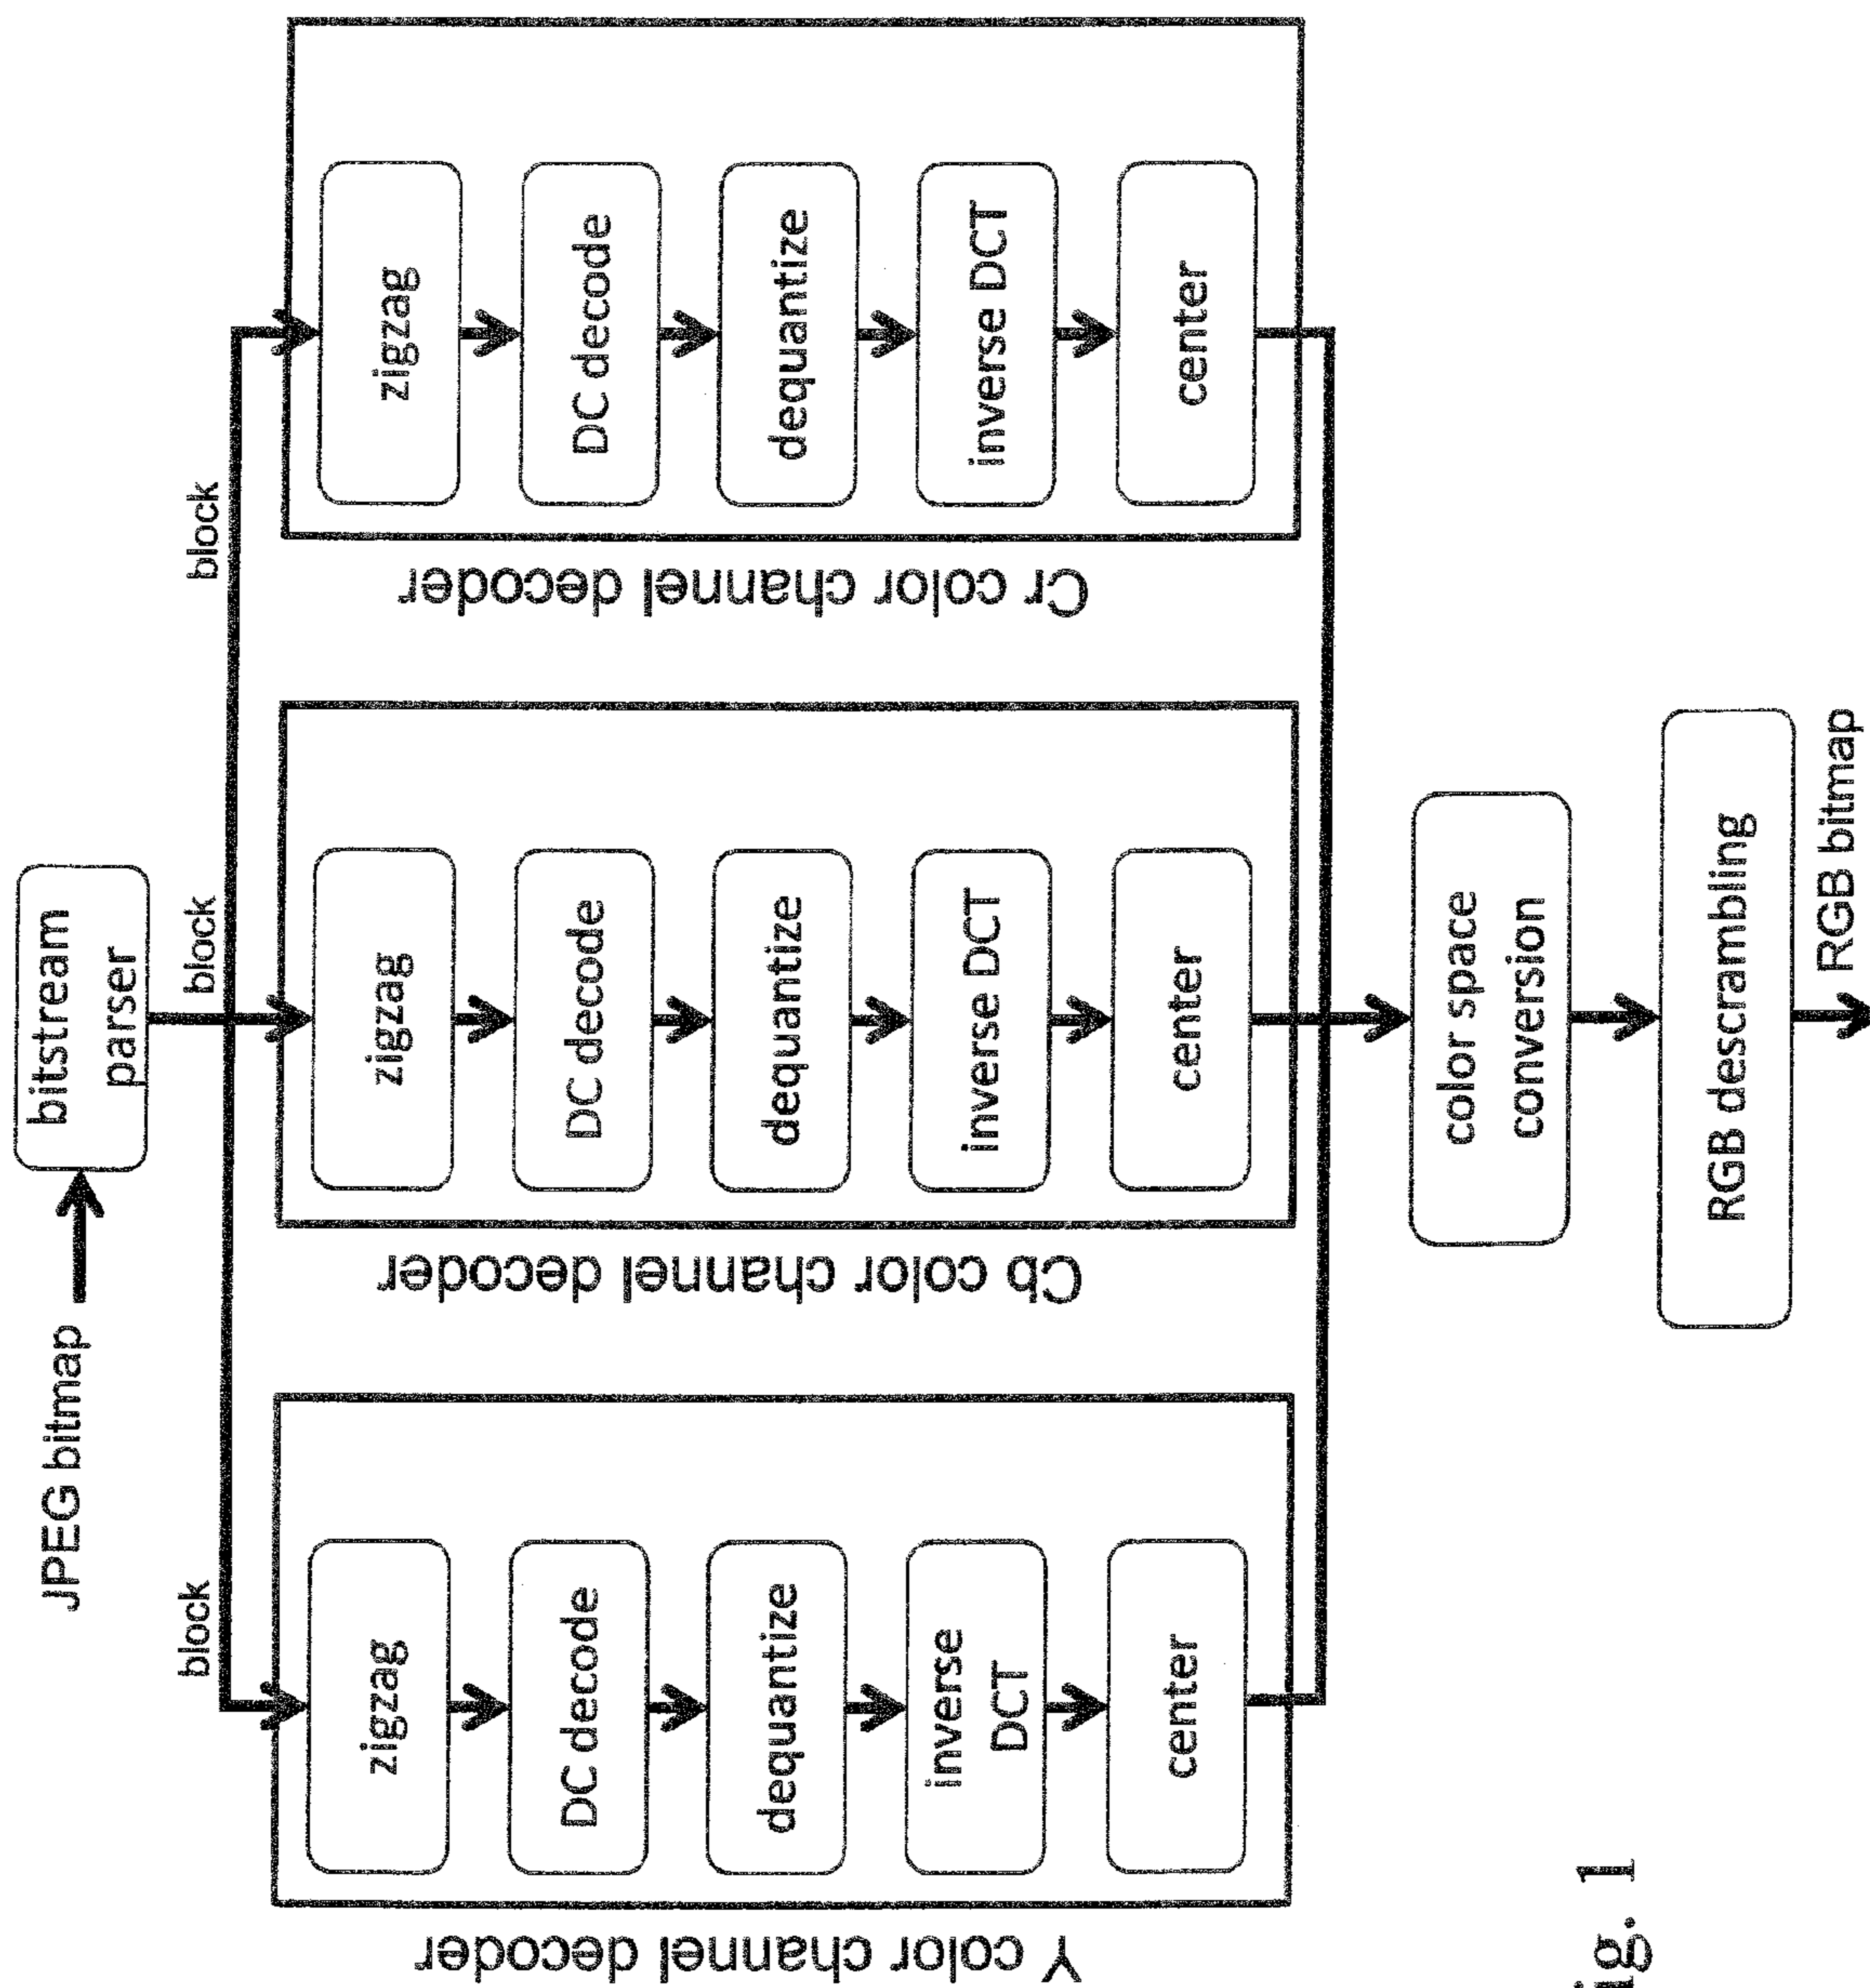 JPEG bitmap
bitstream
parser
block
block
block
Y color channel decoder
zigzag
DC decode
dequantize
inverse
DCT
center
Cb color channel decoder
zigzag
DC decode
dequantize
inverse DCT
center
Cr color channel decoder
zigzag
DC decode
dequantize
inverse DCT
center
color space
conversion
RGB descrambling
RGB bitmap
ig. 1